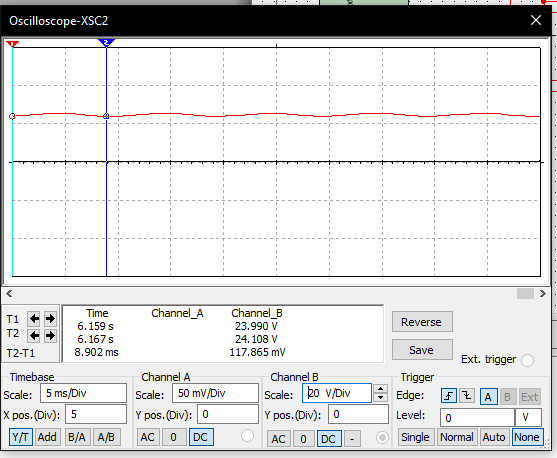 Oscilloscope-XSC2
1 2
T1
T2
T2-T1
Time Channel_A Channel_B
6.159 s 23.990 V
6.167 s 24.108 V
8.902 ms 117.865 mV
Reverse
Save
Ext. trigger
Timebase
Scale: 5 ms/Div
X pos.(Div): 5
Y/T Add B/A A/B
Channel A
Scale: 50 mV/Div
Y pos.(Div): 0
AC 0 DC
Channel B
Scale: 20 V/Div
Y pos.(Div): 0
AC 0 DC -
Trigger
Edge: A B Ext
Level: 0 V
Single Normal Auto None